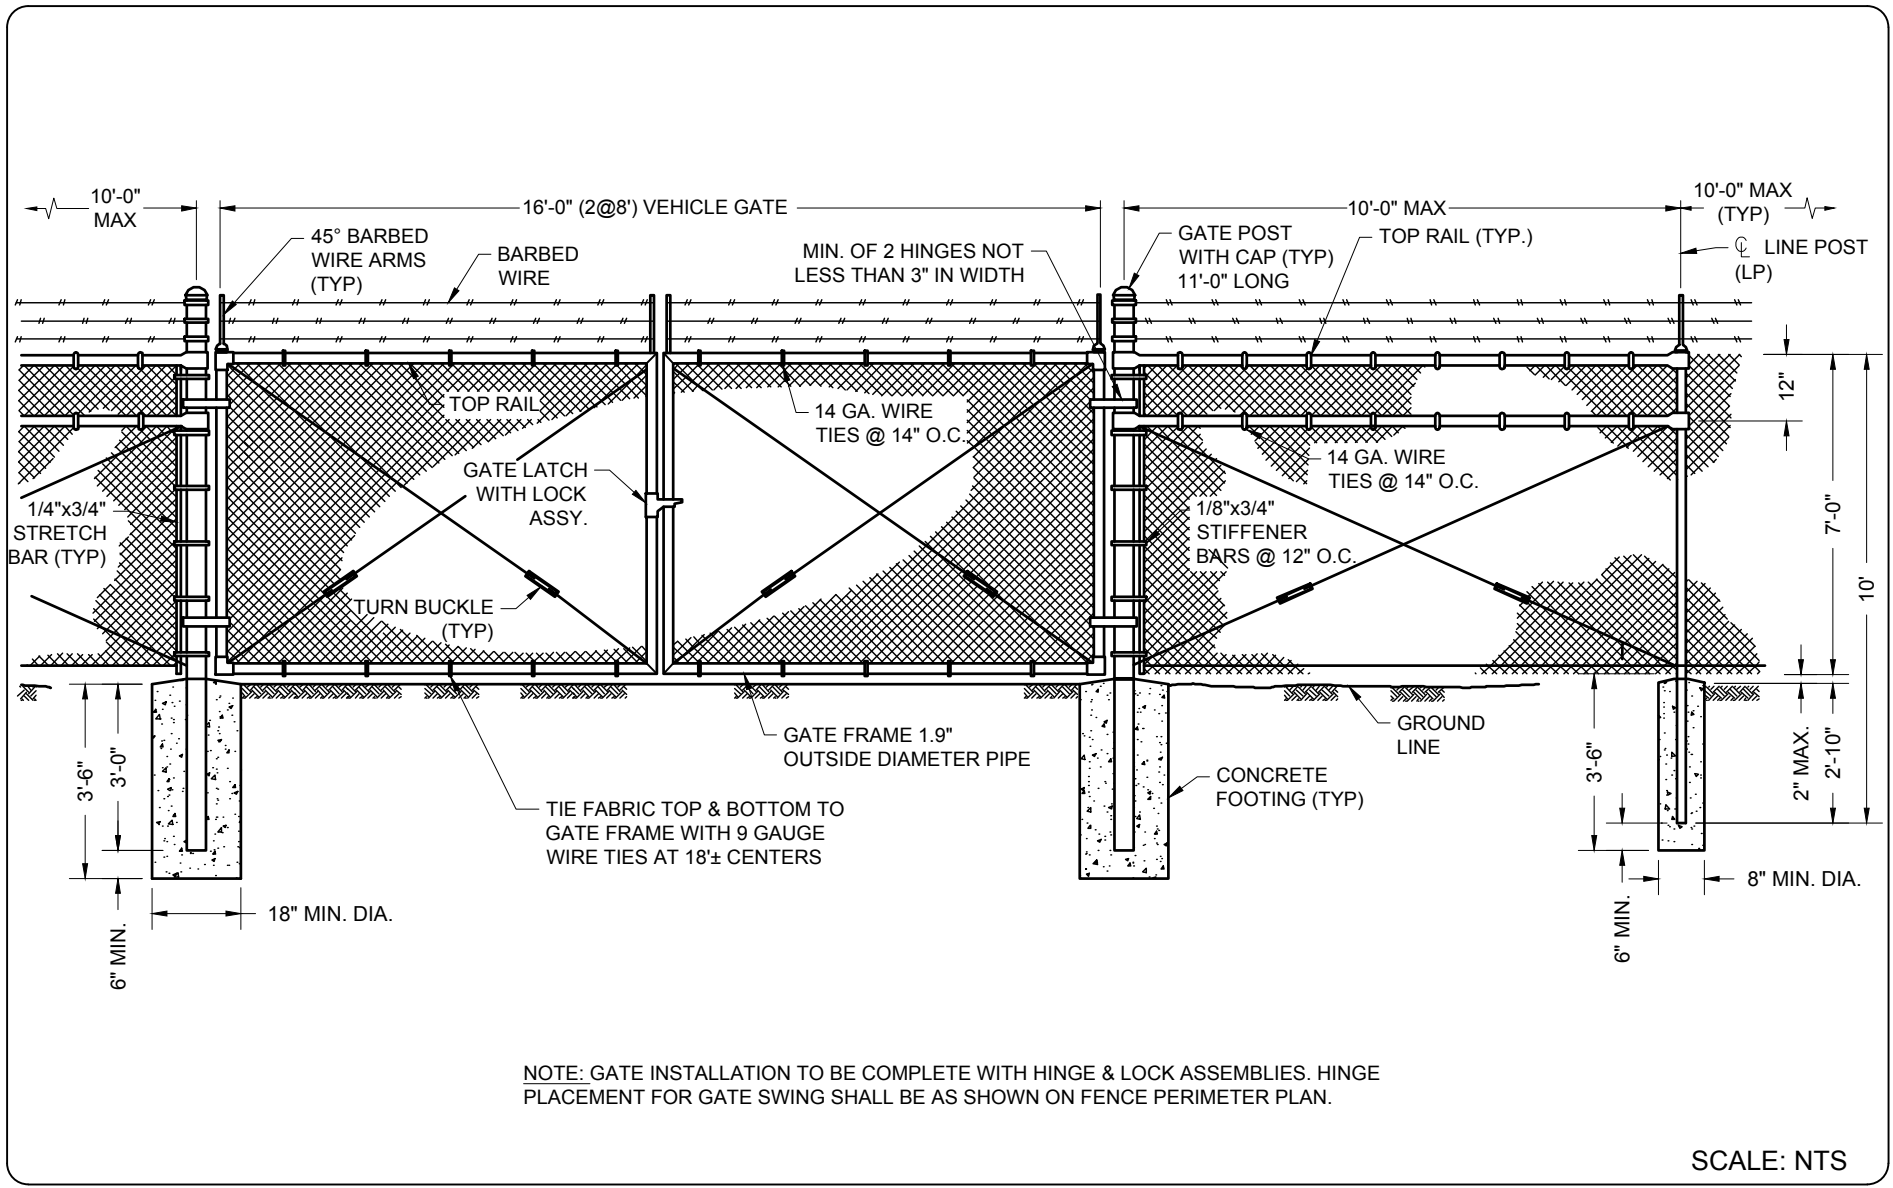 10'-0"
MAX
16'-0" (2@8') VEHICLE GATE
10'-0" MAX
10'-0" MAX
(TYP)
45° BARBED
WIRE ARMS
(TYP)
BARBED
WIRE
MIN. OF 2 HINGES NOT
LESS THAN 3" IN WIDTH
GATE POST
WITH CAP (TYP)
11'-0" LONG
TOP RAIL (TYP.)
℄ LINE POST
(LP)
TOP RAIL
14 GA. WIRE
TIES @ 14" O.C.
12"
GATE LATCH
WITH LOCK
ASSY.
14 GA. WIRE
TIES @ 14" O.C.
1/4"x3/4"
STRETCH
BAR (TYP)
1/8"x3/4"
STIFFENER
BARS @ 12" O.C.
7'-0"
10'
TURN BUCKLE
(TYP)
GATE FRAME 1.9"
OUTSIDE DIAMETER PIPE
GROUND
LINE
3'-6"
3'-0"
3'-6"
2" MAX.
2'-10"
CONCRETE
FOOTING (TYP)
TIE FABRIC TOP & BOTTOM TO
GATE FRAME WITH 9 GAUGE
WIRE TIES AT 18'± CENTERS
8" MIN. DIA.
18" MIN. DIA.
6" MIN.
6" MIN.
NOTE: GATE INSTALLATION TO BE COMPLETE WITH HINGE & LOCK ASSEMBLIES. HINGE
PLACEMENT FOR GATE SWING SHALL BE AS SHOWN ON FENCE PERIMETER PLAN.
SCALE: NTS